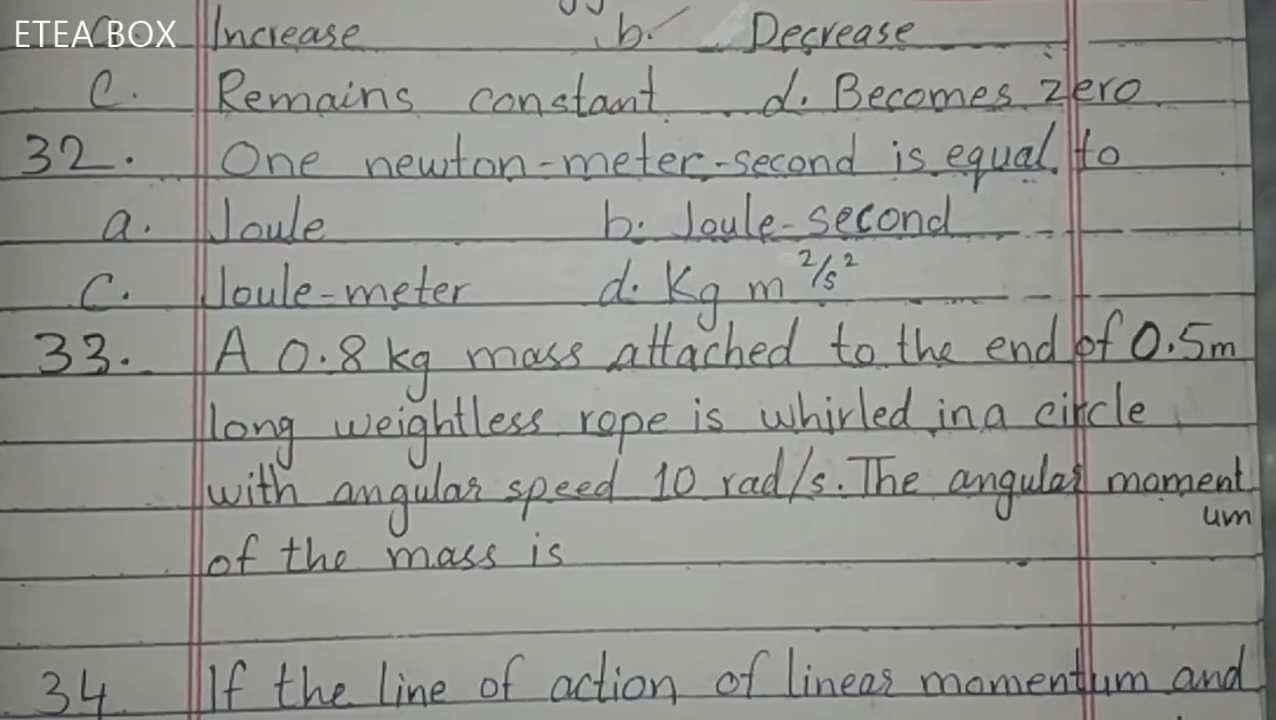 ETEA BOX
Increase b. Decrease
c. Remains constant d. Becomes zero
32. One newton-meter-second is equal to
a. Joule b. Joule-second
c. Joule-meter d. Kg m 2/s2
33. A 0.8 kg mass attached to the end of 0.5m
long weightless rope is whirled in a circle
with angular speed 10 rad/s. The angular moment
um
of the mass is
34 If the line of action of linear momentum and